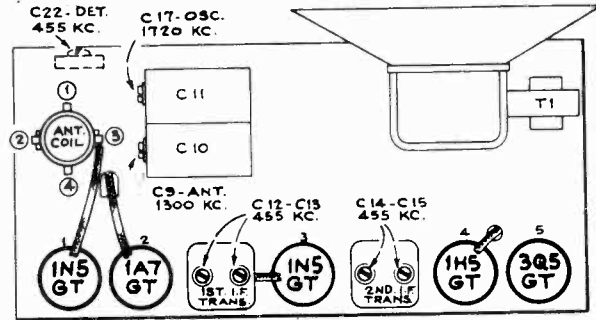 C22-DET.
455 KC.
C17-OSC.
1720 KC.
C11
C10
T1
1
2
3
4
ANT.
COIL
C9-ANT.
1300 KC.
C12-C13
455 KC.
C14-C15
455 KC.
1
1N5
GT
2
1A7
GT
1ST. I.F.
TRANS.
3
1N5
GT
2ND. I.F.
TRANS.
4
1H5
GT
5
3Q5
GT